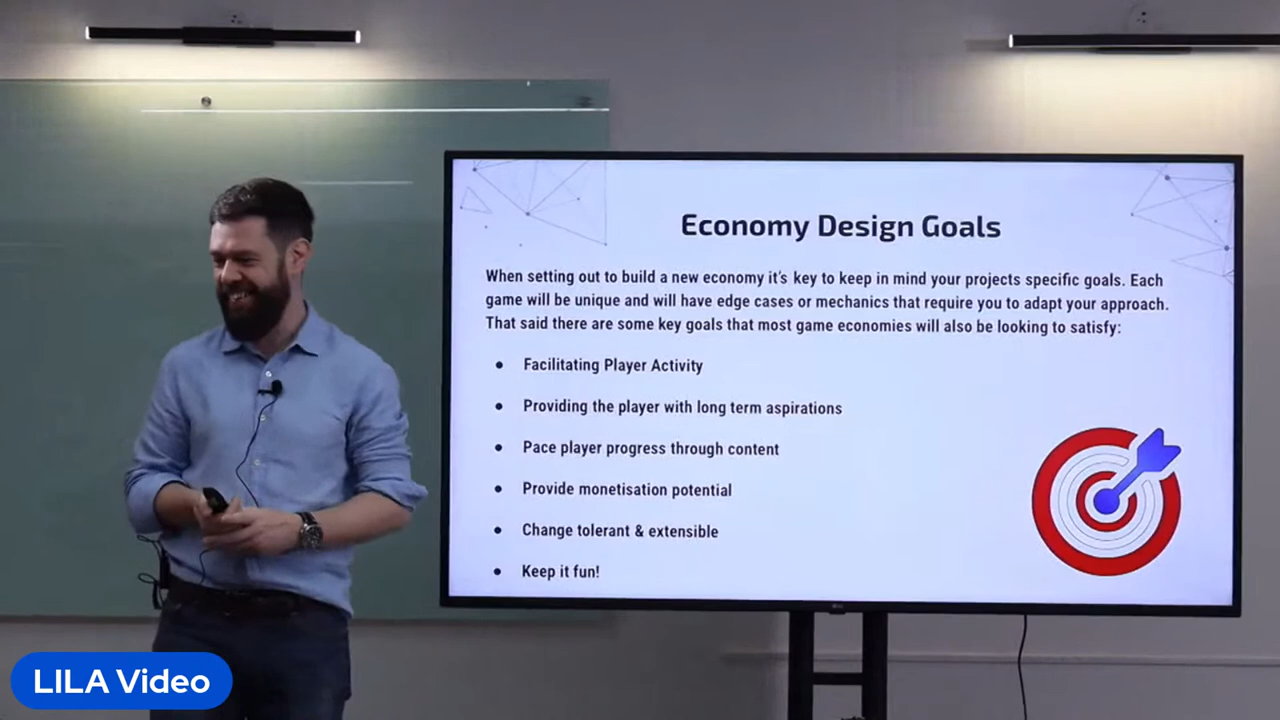 Economy Design Goals
When setting out to build a new economy it's key to keep in mind your projects specific goals. Each
game will be unique and will have edge cases or mechanics that require you to adapt your approach.
That said there are some key goals that most game economies will also be looking to satisfy:
● Facilitating Player Activity
● Providing the player with long term aspirations
● Pace player progress through content
● Provide monetisation potential
● Change tolerant & extensible
● Keep it fun!
LILA Video